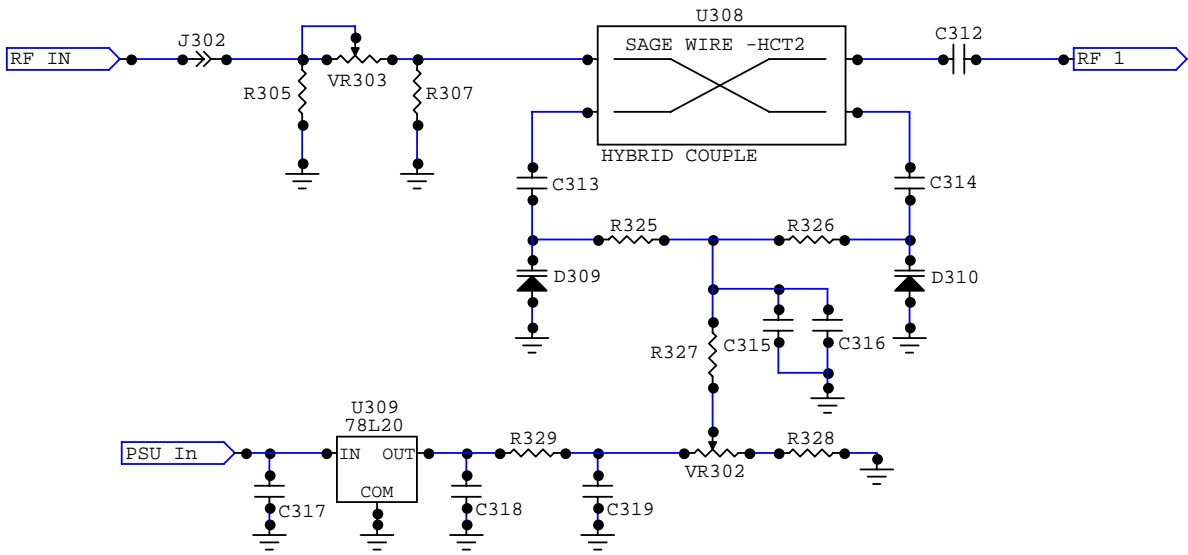 U308
J302
SAGE WIRE -HCT2
C312
RF IN
RF 1
VR303
R305
R307
HYBRID COUPLE
C313
C314
R325
R326
D309
D310
R327
C315
C316
U309
78L20
R329
R328
PSU In
IN OUT
VR302
COM
C317
C318
C319